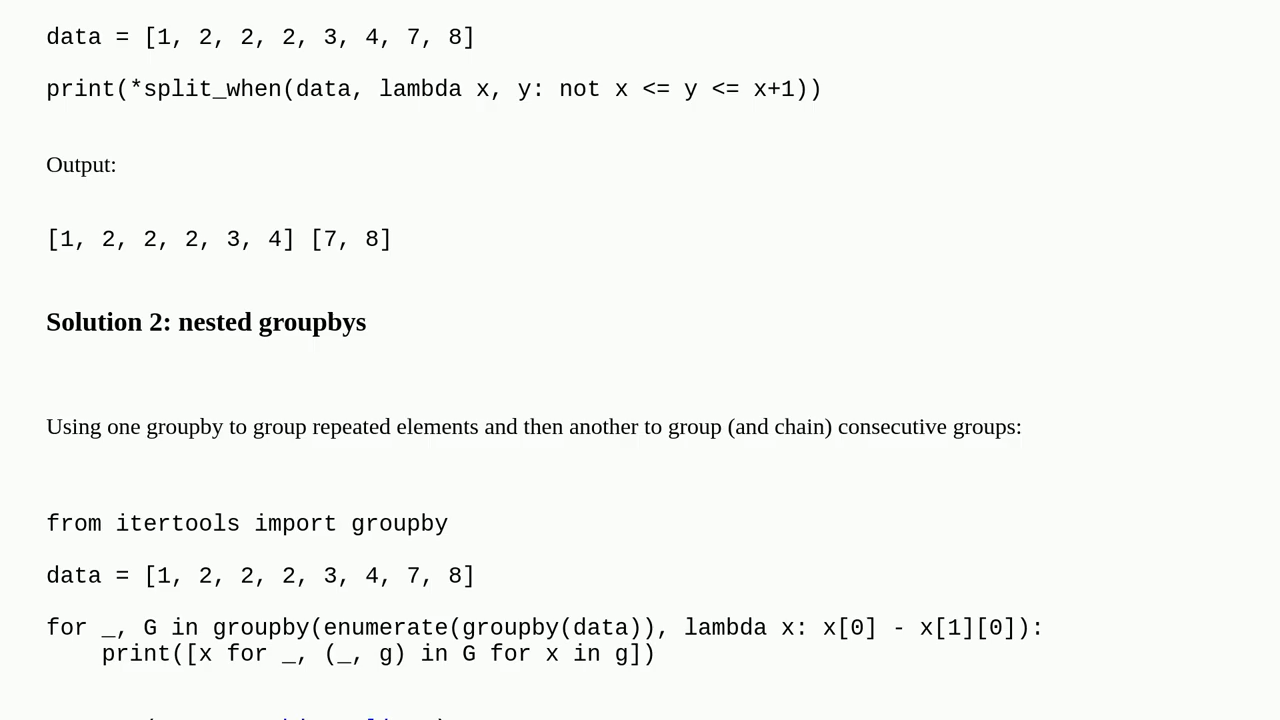 data = [1, 2, 2, 2, 3, 4, 7, 8]
print(*split_when(data, lambda x, y: not x <= y <= x+1))
Output:
[1, 2, 2, 2, 3, 4] [7, 8]
Solution 2: nested groupbys
Using one groupby to group repeated elements and then another to group (and chain) consecutive groups:
from itertools import groupby
data = [1, 2, 2, 2, 3, 4, 7, 8]
for _, G in groupby(enumerate(groupby(data)), lambda x: x[0] - x[1][0]):
    print([x for _, (_, g) in G for x in g])